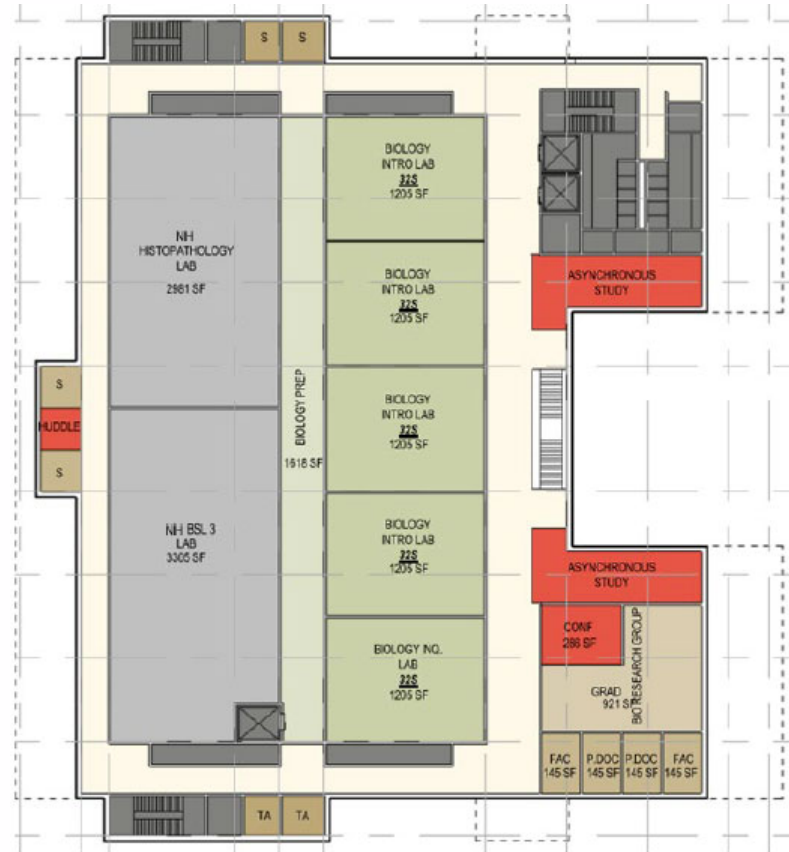 S
S
BIOLOGY
INTRO LAB
32S
1205 SF
NIH
HISTOPATHOLOGY
LAB
2981 SF
BIOLOGY
INTRO LAB
32S
1205 SF
ASYNCHRONOUS
STUDY
S
HUDDLE
S
BIOLOGY PREP
1618 SF
BIOLOGY
INTRO LAB
32S
1205 SF
NIH BSL 3
LAB
3305 SF
BIOLOGY
INTRO LAB
32S
1205 SF
ASYNCHRONOUS
STUDY
CONF
286 SF
BIO RESEARCH GROUP
GRAD
921 SF
BIOLOGY INQ.
LAB
32S
1205 SF
FAC
145 SF
P.DOC
145 SF
P.DOC
145 SF
FAC
145 SF
TA
TA